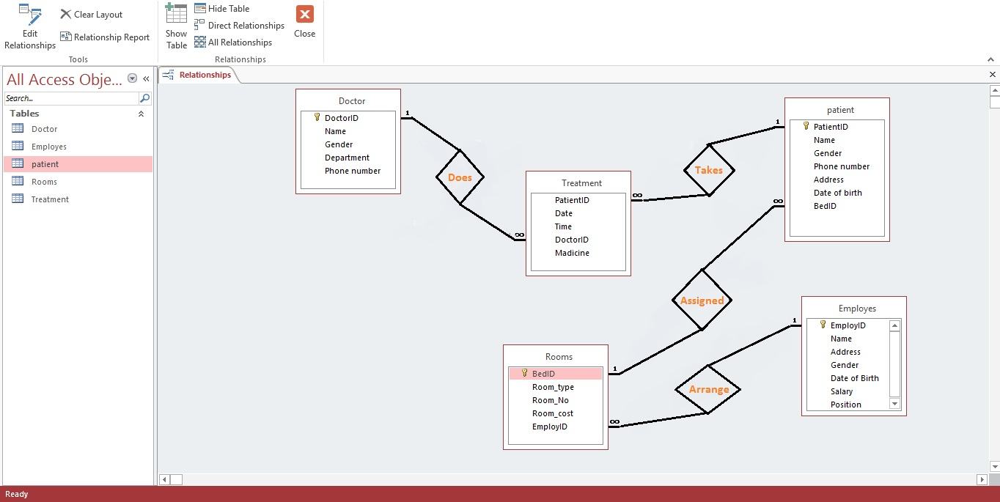 Edit
Relationships
Clear Layout
Relationship Report
Tools
Show
Table
Hide Table
Direct Relationships
All Relationships
Relationships
Close
All Access Obje...
Search...
Tables
Doctor
Employes
patient
Rooms
Treatment
Relationships
Doctor
DoctorID
Name
Gender
Department
Phone number
1
Does
∞
Treatment
PatientID
Date
Time
DoctorID
Madicine
∞
Takes
1
patient
PatientID
Name
Gender
Phone number
Address
Date of birth
BedID
∞
Assigned
1
Rooms
BedID
Room_type
Room_No
Room_cost
EmployID
∞
Arrange
1
Employes
EmployID
Name
Address
Gender
Date of Birth
Salary
Position
Ready